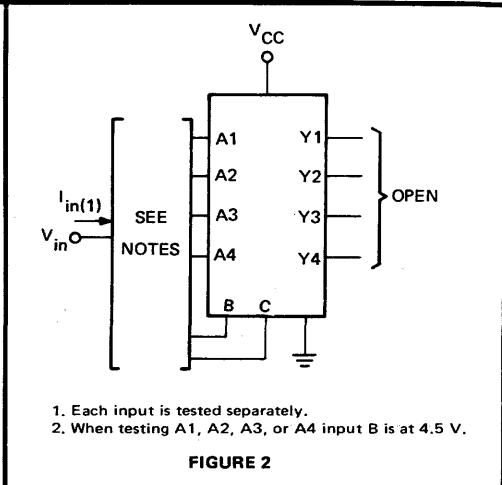 VCC
A1 Y1
A2 Y2
Iin(1) SEE A3 Y3 OPEN
Vin NOTES A4 Y4
B C
1. Each input is tested separately.
2. When testing A1, A2, A3, or A4 input B is at 4.5 V.
FIGURE 2